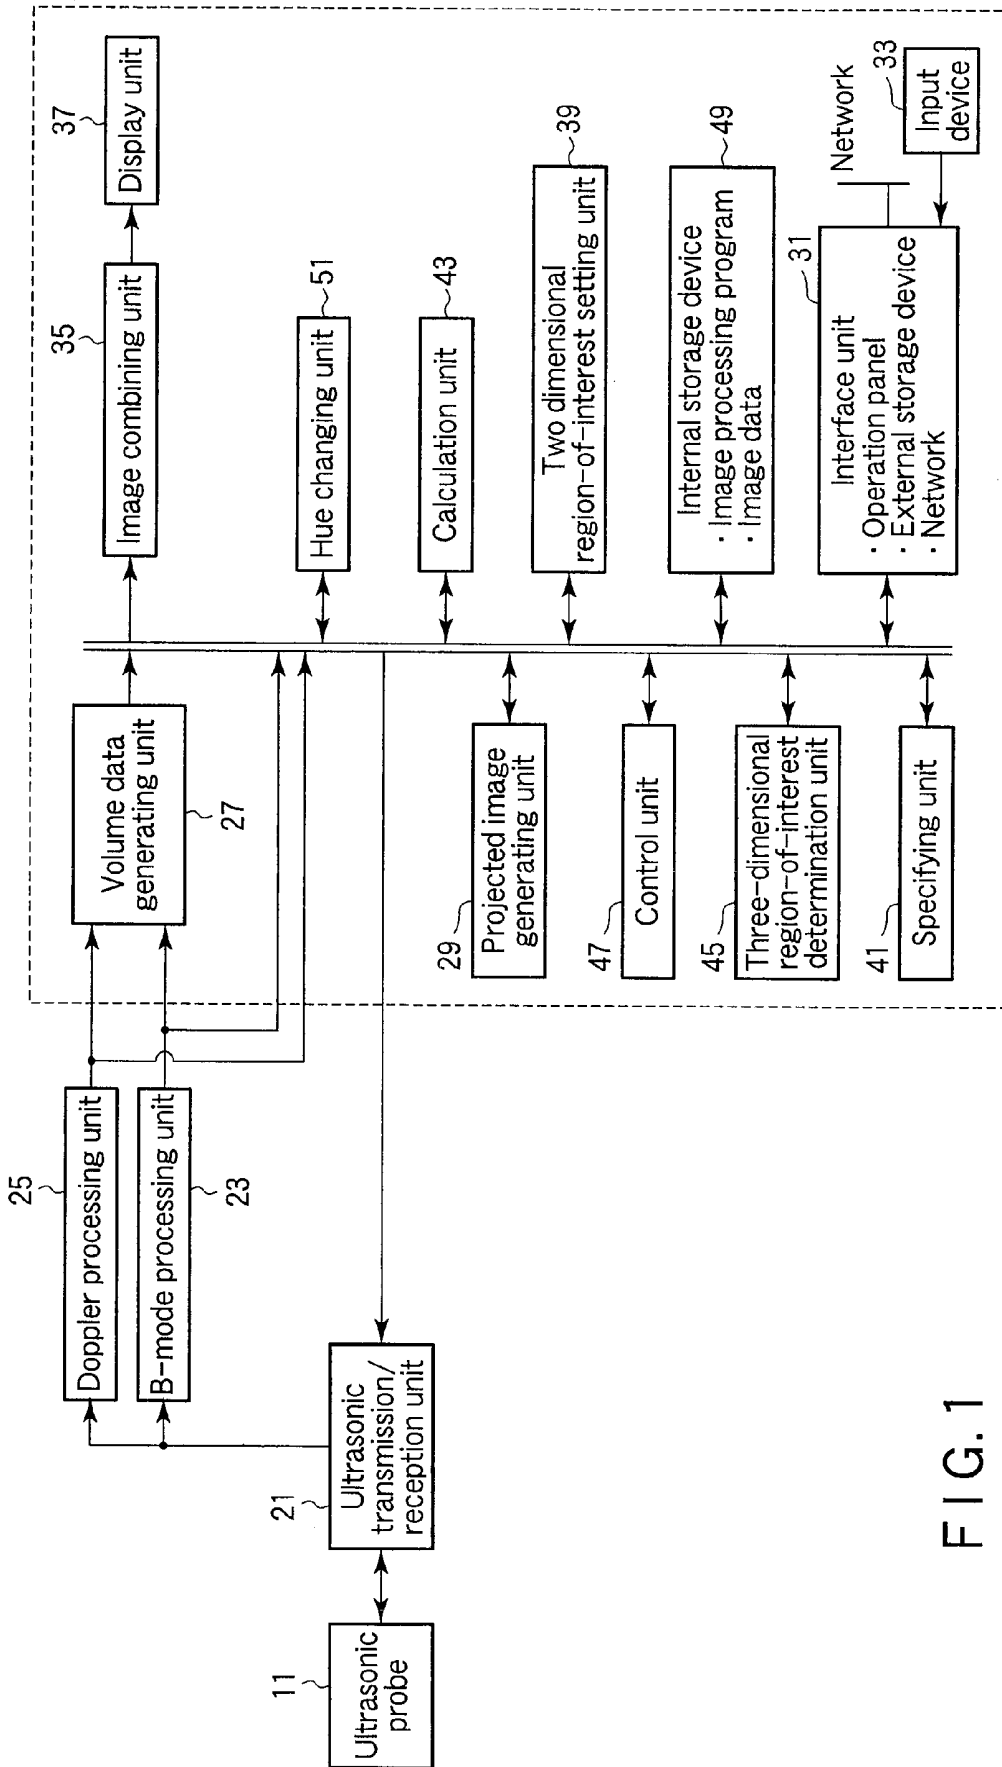 11
Ultrasonic
probe
21
Ultrasonic
transmission/
reception unit
25
Doppler processing unit
B-mode processing unit
23
Volume data
generating unit
27
35
Image combining unit
37
Display unit
Hue changing unit
51
Calculation unit
43
Two dimensional
region-of-interest setting unit
39
Internal storage device
· Image processing program
· Image data
49
31
Interface unit
· Operation panel
· External storage device
· Network
Network
33
Input
device
29
Projected image
generating unit
47
Control unit
45
Three-dimensional
region-of-interest
determination unit
41
Specifying unit
FIG. 1